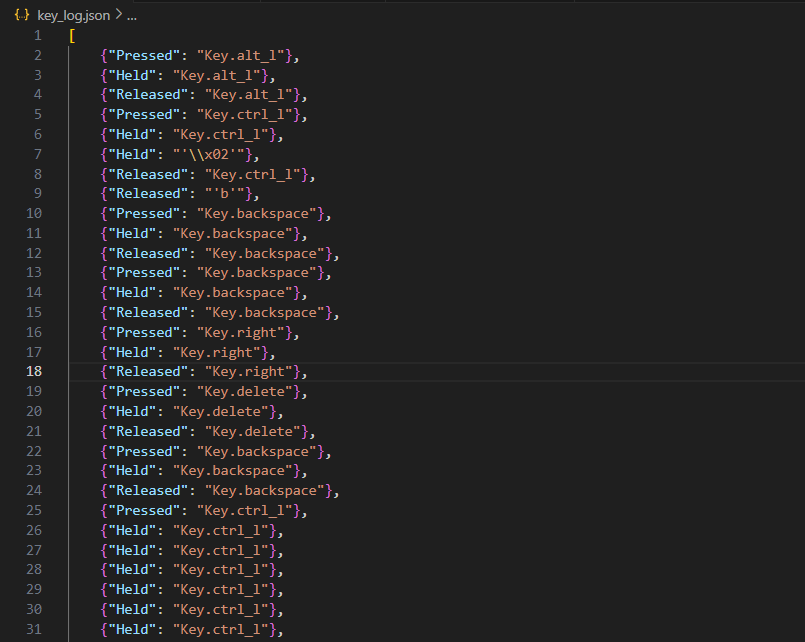 {} key_log.json > ...
1 [
2 {"Pressed": "Key.alt_l"},
3 {"Held": "Key.alt_l"},
4 {"Released": "Key.alt_l"},
5 {"Pressed": "Key.ctrl_l"},
6 {"Held": "Key.ctrl_l"},
7 {"Held": "'\\x02'"},
8 {"Released": "Key.ctrl_l"},
9 {"Released": "'b'"},
10 {"Pressed": "Key.backspace"},
11 {"Held": "Key.backspace"},
12 {"Released": "Key.backspace"},
13 {"Pressed": "Key.backspace"},
14 {"Held": "Key.backspace"},
15 {"Released": "Key.backspace"},
16 {"Pressed": "Key.right"},
17 {"Held": "Key.right"},
18 {"Released": "Key.right"},
19 {"Pressed": "Key.delete"},
20 {"Held": "Key.delete"},
21 {"Released": "Key.delete"},
22 {"Pressed": "Key.backspace"},
23 {"Held": "Key.backspace"},
24 {"Released": "Key.backspace"},
25 {"Pressed": "Key.ctrl_l"},
26 {"Held": "Key.ctrl_l"},
27 {"Held": "Key.ctrl_l"},
28 {"Held": "Key.ctrl_l"},
29 {"Held": "Key.ctrl_l"},
30 {"Held": "Key.ctrl_l"},
31 {"Held": "Key.ctrl_l"},